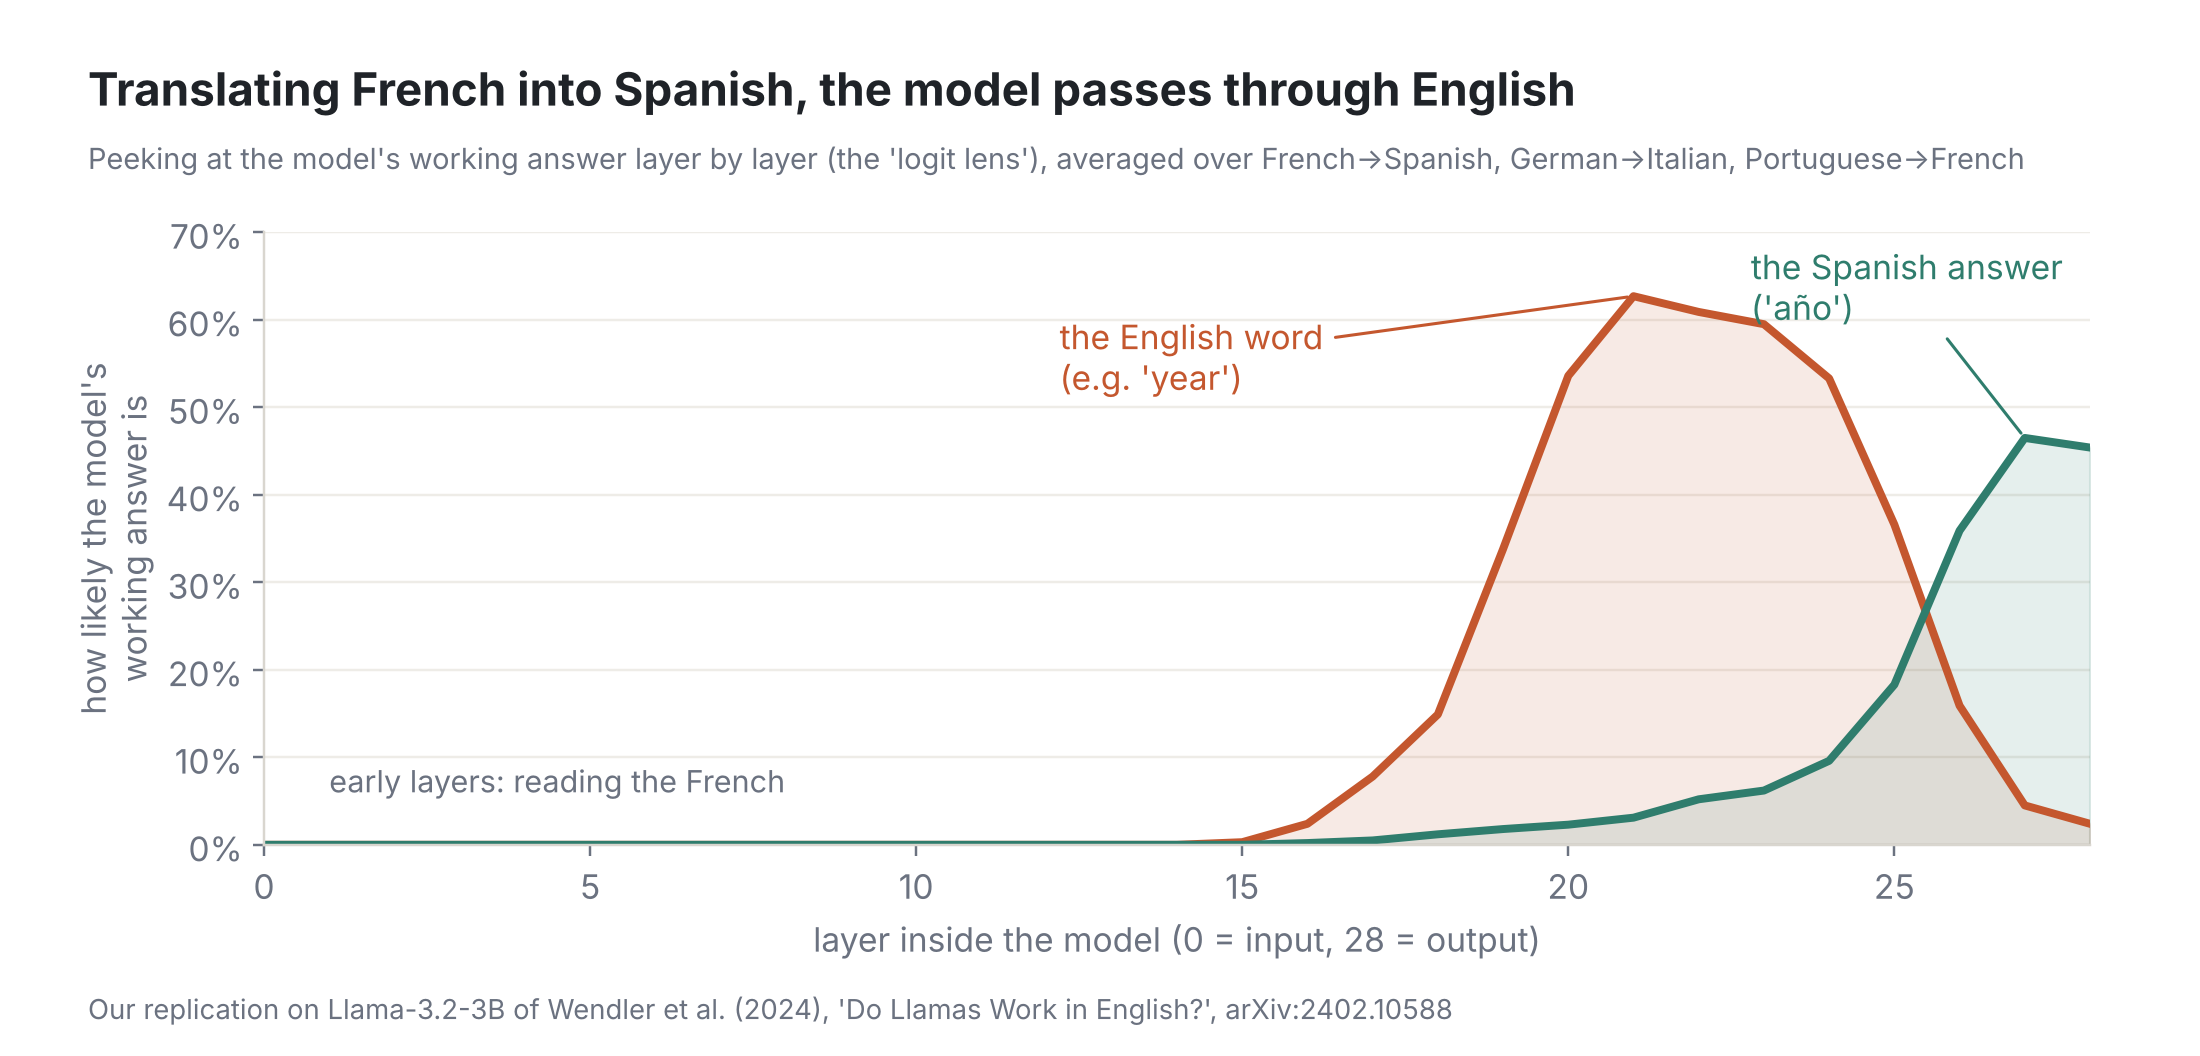 Translating French into Spanish, the model passes through English
Peeking at the model's working answer layer by layer (the 'logit lens'), averaged over French→Spanish, German→Italian, Portuguese→French
70%
60%
50%
40%
30%
20%
10%
0%
how likely the model's
working answer is
the English word
(e.g. 'year')
the Spanish answer
('año')
early layers: reading the French
0
5
10
15
20
25
layer inside the model (0 = input, 28 = output)
Our replication on Llama-3.2-3B of Wendler et al. (2024), 'Do Llamas Work in English?', arXiv:2402.10588